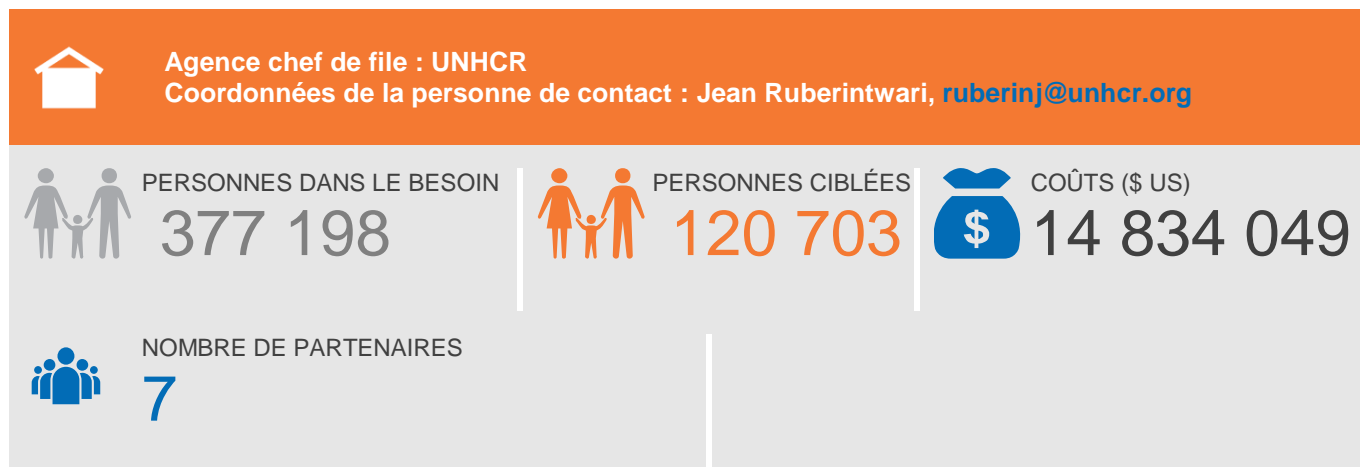 Agence chef de file : UNHCR
Coordonnées de la personne de contact : Jean Ruberintwari, ruberinj@unhcr.org
PERSONNES DANS LE BESOIN
377 198
PERSONNES CIBLÉES
120 703
COÛTS ($ US)
$
14 834 049
NOMBRE DE PARTENAIRES
7